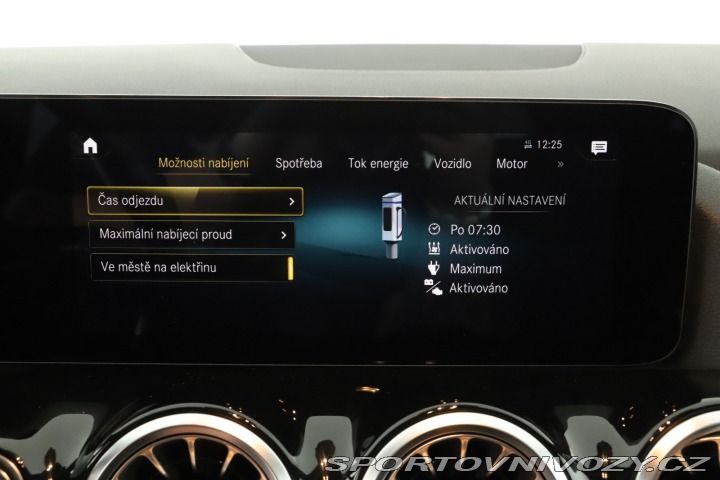 4G 12:25
Možnosti nabíjení Spotřeba Tok energie Vozidlo Motor »
Čas odjezdu >
Maximální nabíjecí proud >
Ve městě na elektřinu
AKTUÁLNÍ NASTAVENÍ
Po 07:30
Aktivováno
Maximum
Aktivováno
SPORTOVNIVOZY.CZ